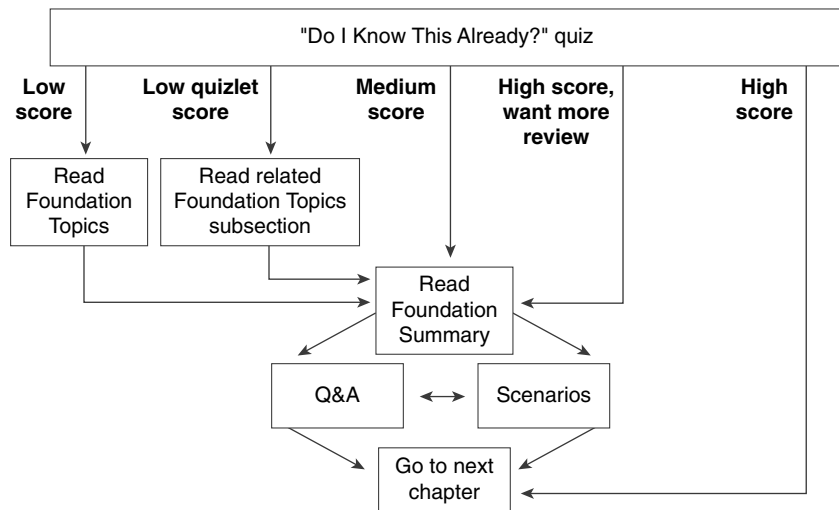 "Do I Know This Already?" quiz
Low
score
Low quizlet
score
Medium
score
High score,
want more
review
High
score
Read
Foundation
Topics
Read related
Foundation Topics
subsection
Read
Foundation
Summary
Q&A
Scenarios
Go to next
chapter